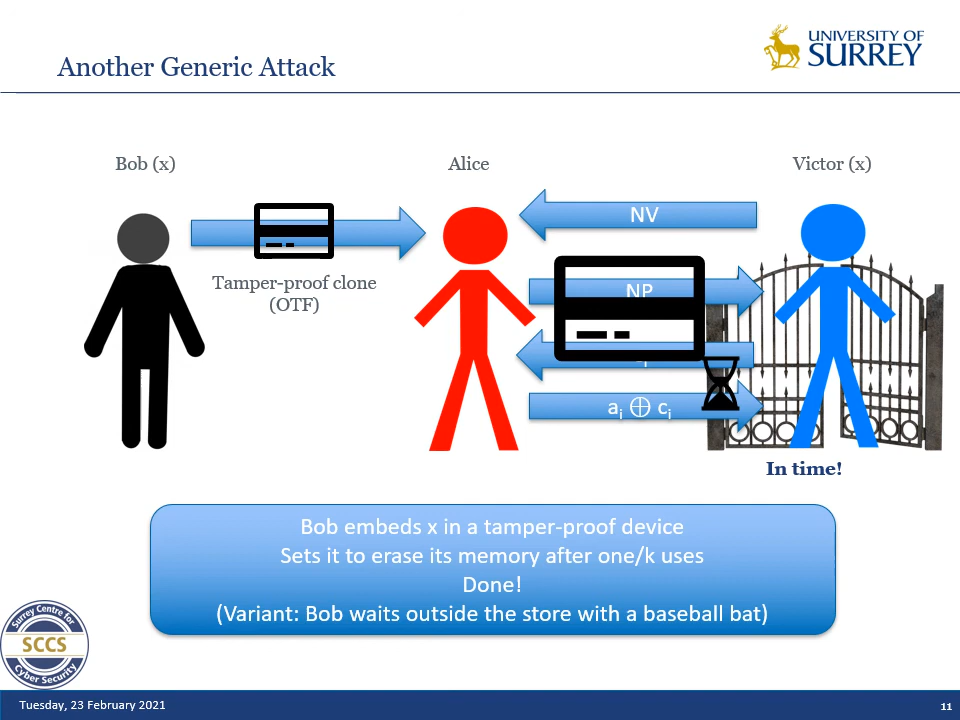 Another Generic Attack
UNIVERSITY OF
SURREY
Bob (x)
Alice
Victor (x)
NV
Tamper-proof clone
(OTF)
NP
aᵢ ⊕ cᵢ
In time!
Bob embeds x in a tamper-proof device
Sets it to erase its memory after one/k uses
Done!
(Variant: Bob waits outside the store with a baseball bat)
Surrey Centre for
SCCS
Cyber Security
Tuesday, 23 February 2021
11